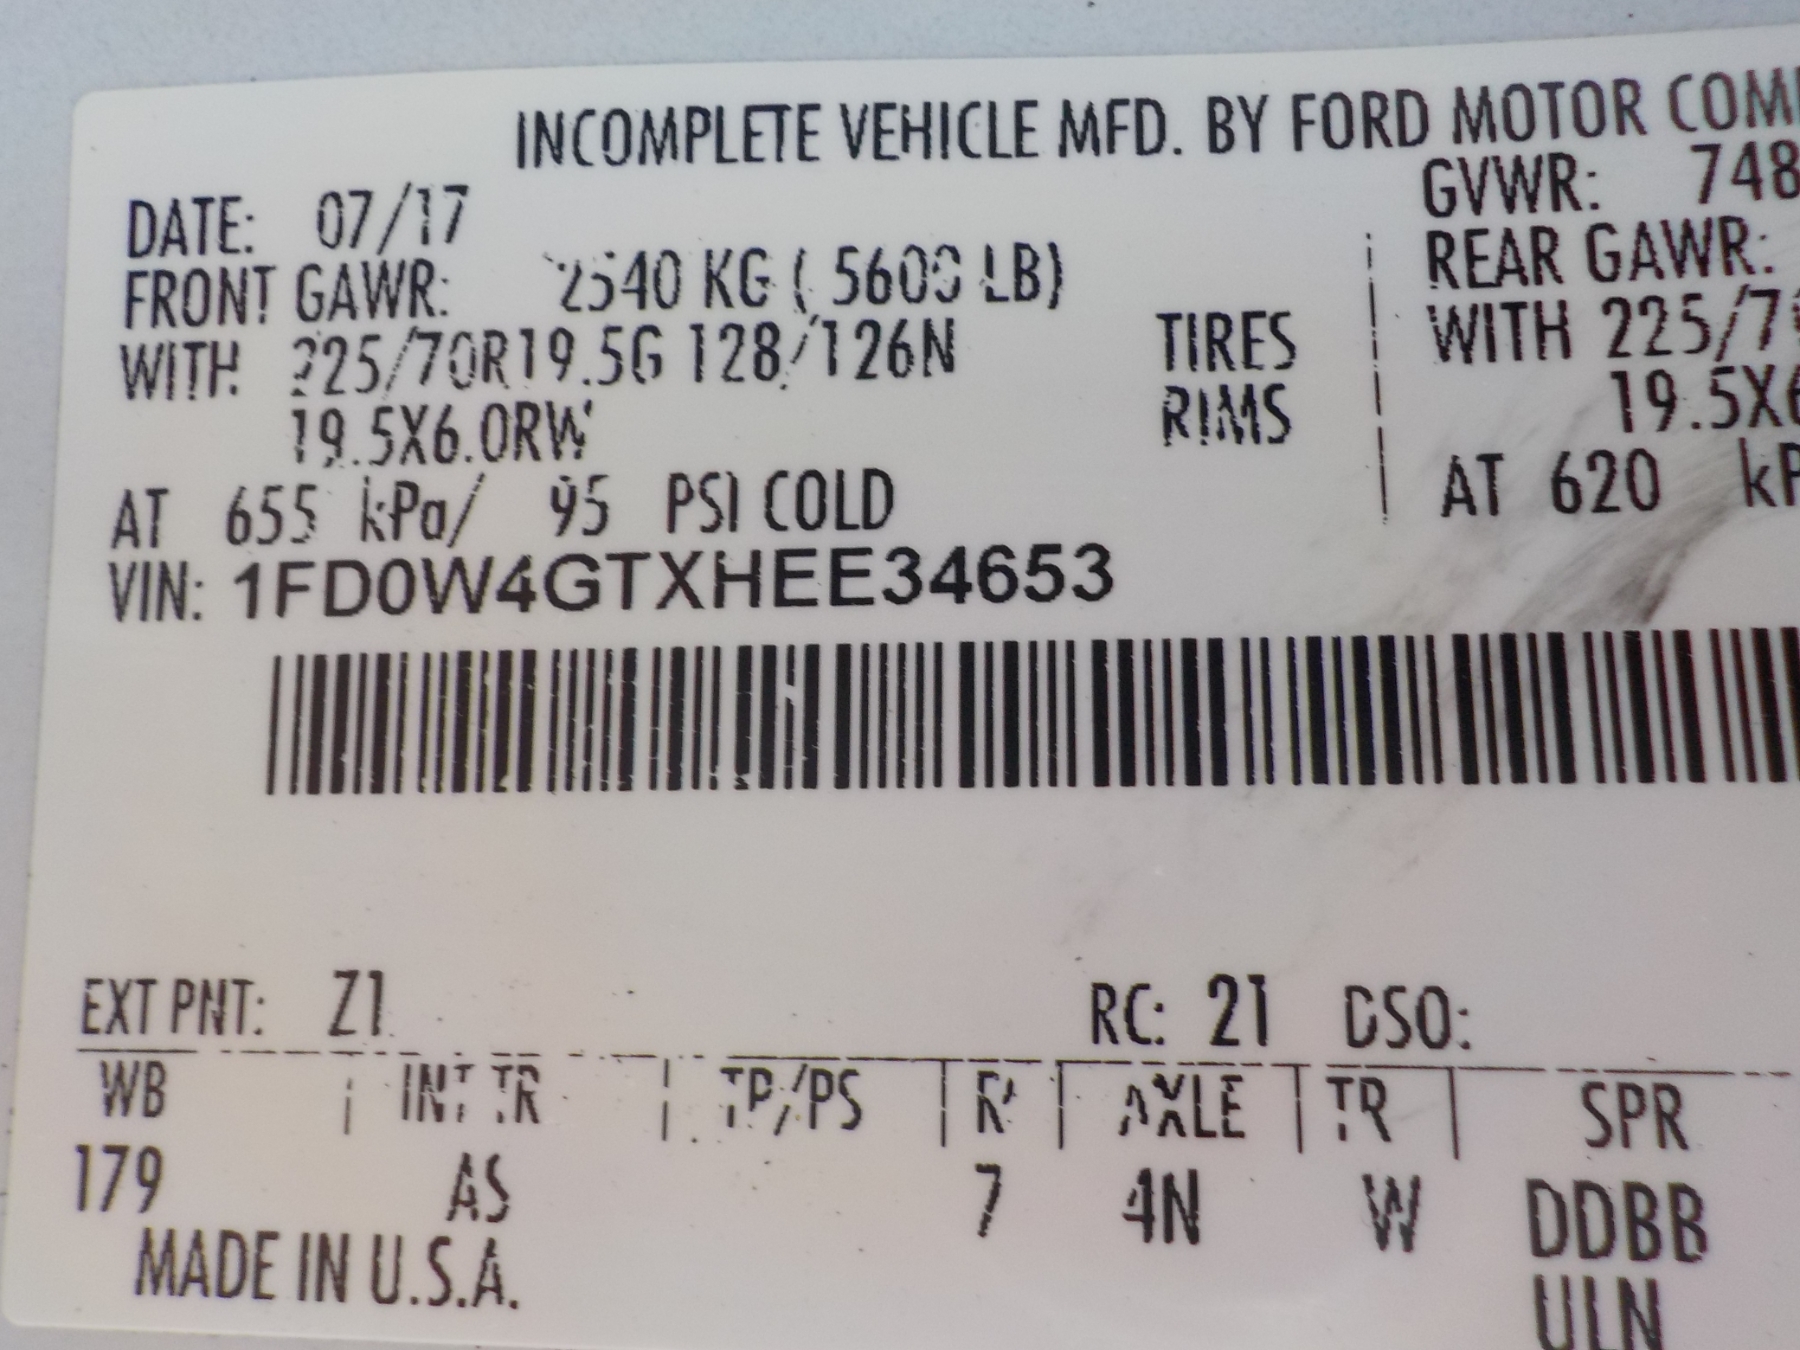 INCOMPLETE VEHICLE MFD. BY FORD MOTOR COM
DATE: 07/17
GVWR: 748
FRONT GAWR: 2540 KG ( 5600 LB)
REAR GAWR:
WITH 225/70R19.5G 128/126N TIRES
WITH 225/7
19.5X6.0RW RIMS
19.5X6
AT 655 kPa/ 95 PSI COLD
AT 620 kP
VIN: 1FD0W4GTXHEE34653
EXT PNT: Z1 RC: 21 DSO:
WB INT TR TP/PS R AXLE TR SPR
179 AS 7 4N W DDBB
MADE IN U.S.A. ULN